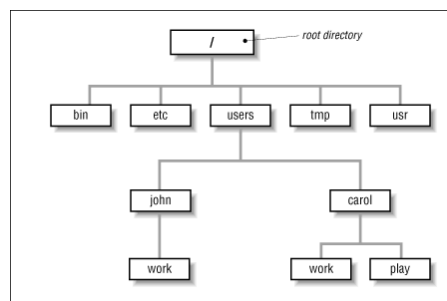 /
root directory
bin
etc
users
tmp
usr
john
carol
work
work
play